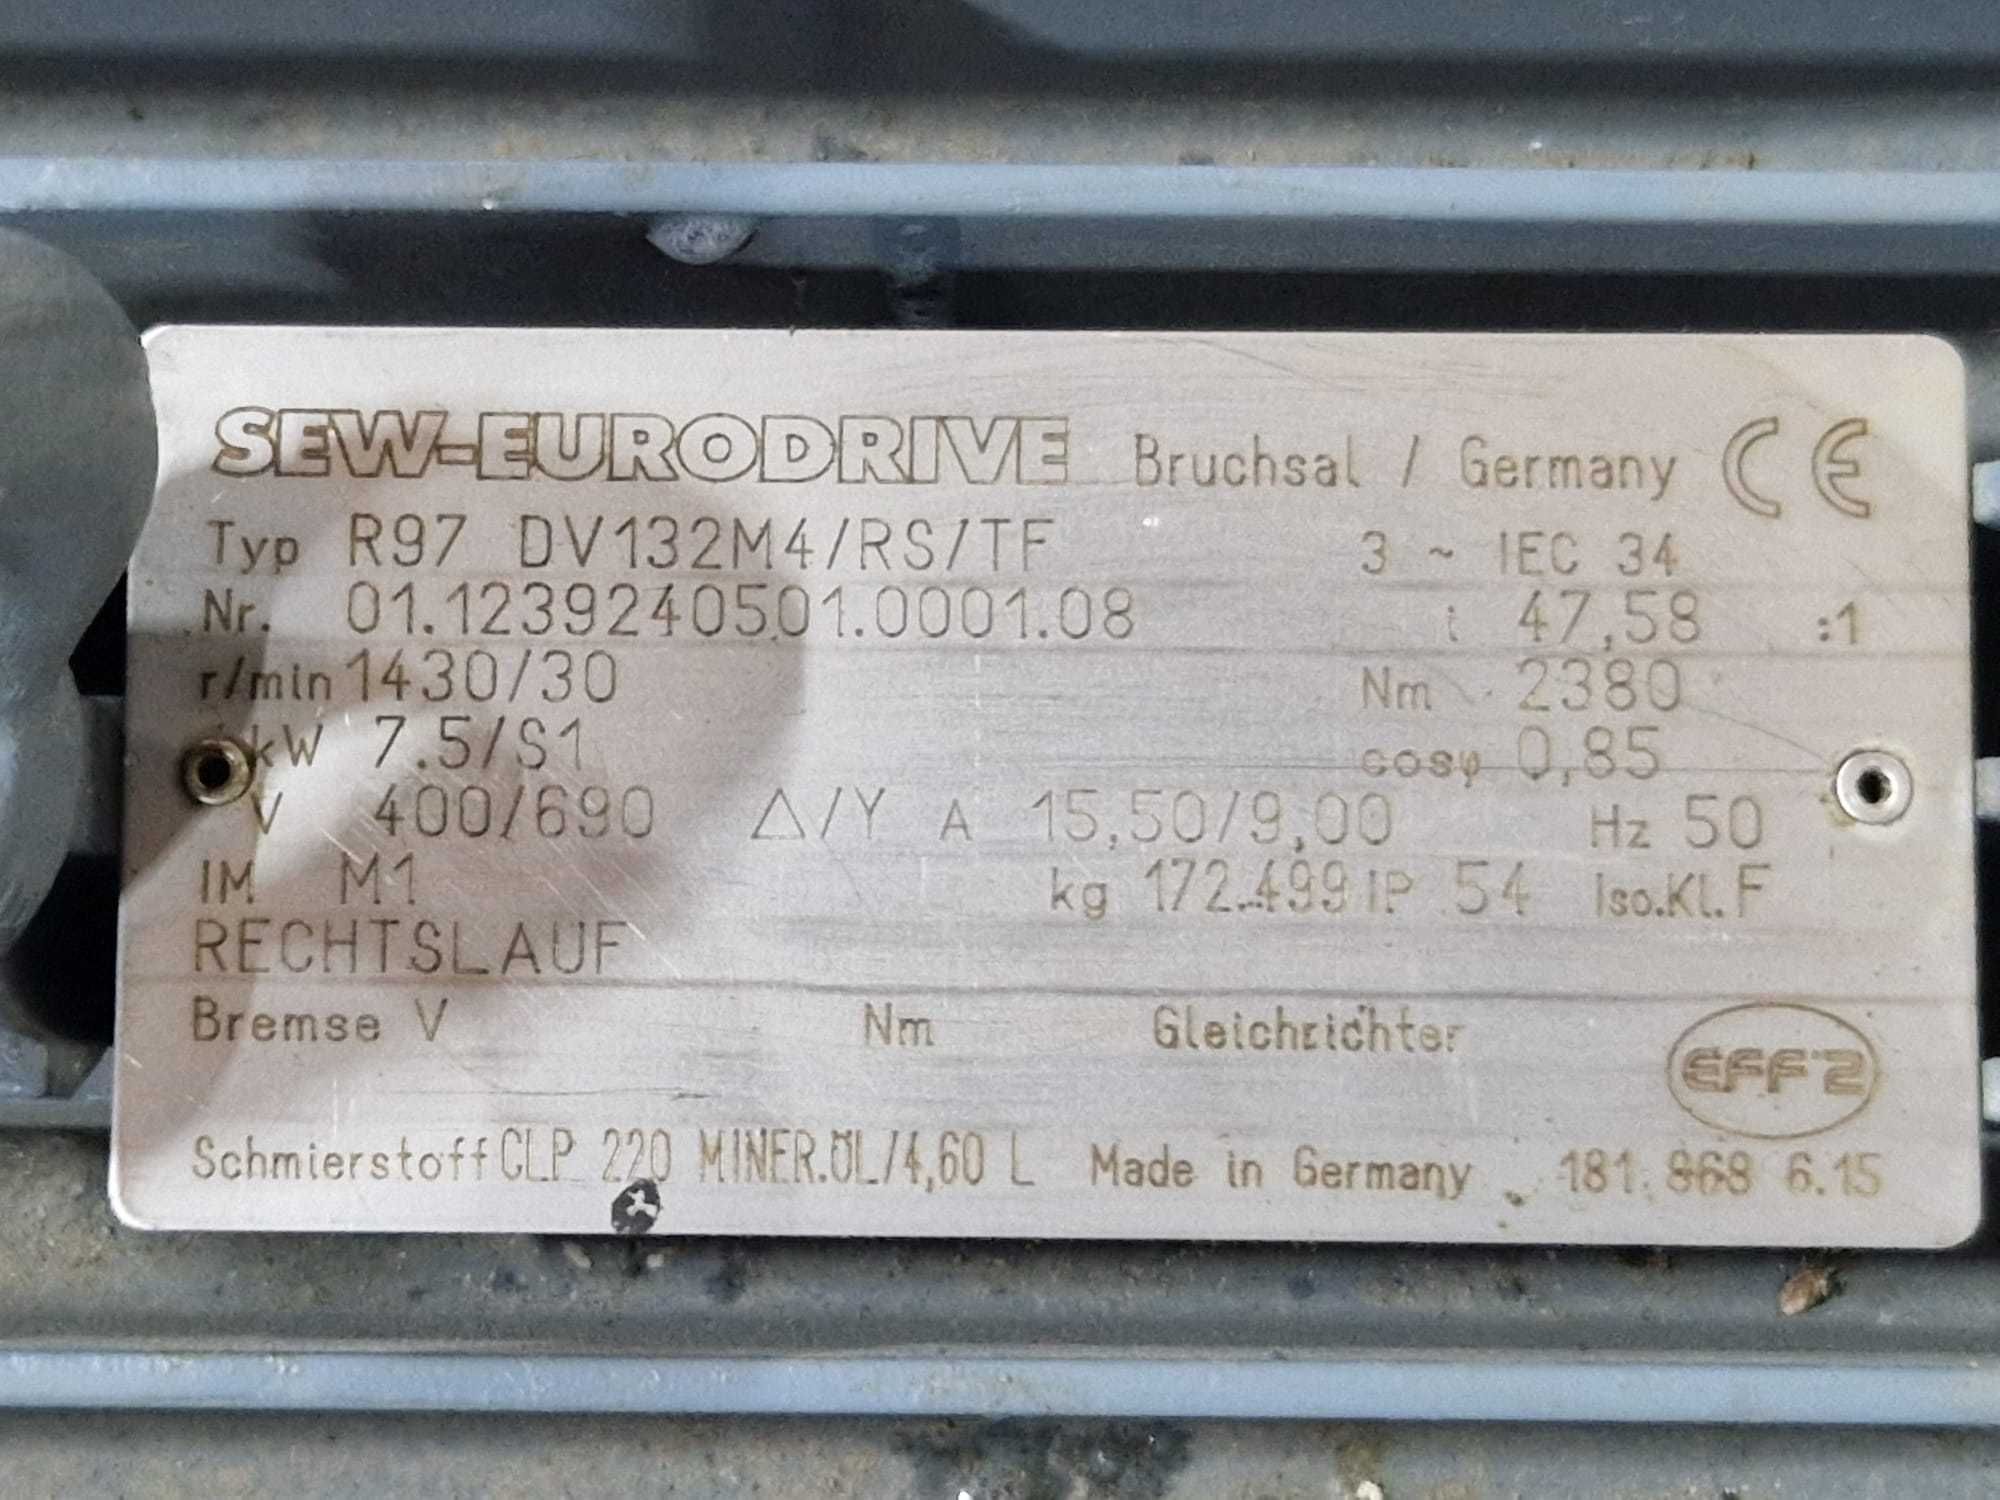 SEW-EURODRIVE Bruchsal / Germany CE
Typ R97 DV132M4/RS/TF 3 ~ IEC 34
Nr. 01.1239240501.0001.08 i 47,58 :1
r/min 1430/30 Nm 2380
kW 7.5/S1 cosφ 0,85
V 400/690 △/Y A 15,50/9,00 Hz 50
IM M1 kg 172.499 IP 54 Iso.Kl. F
RECHTSLAUF
Bremse V Nm Gleichrichter
EFF2
Schmierstoff CLP 220 MINER.ÖL/4,60 L Made in Germany 181 868 6.15